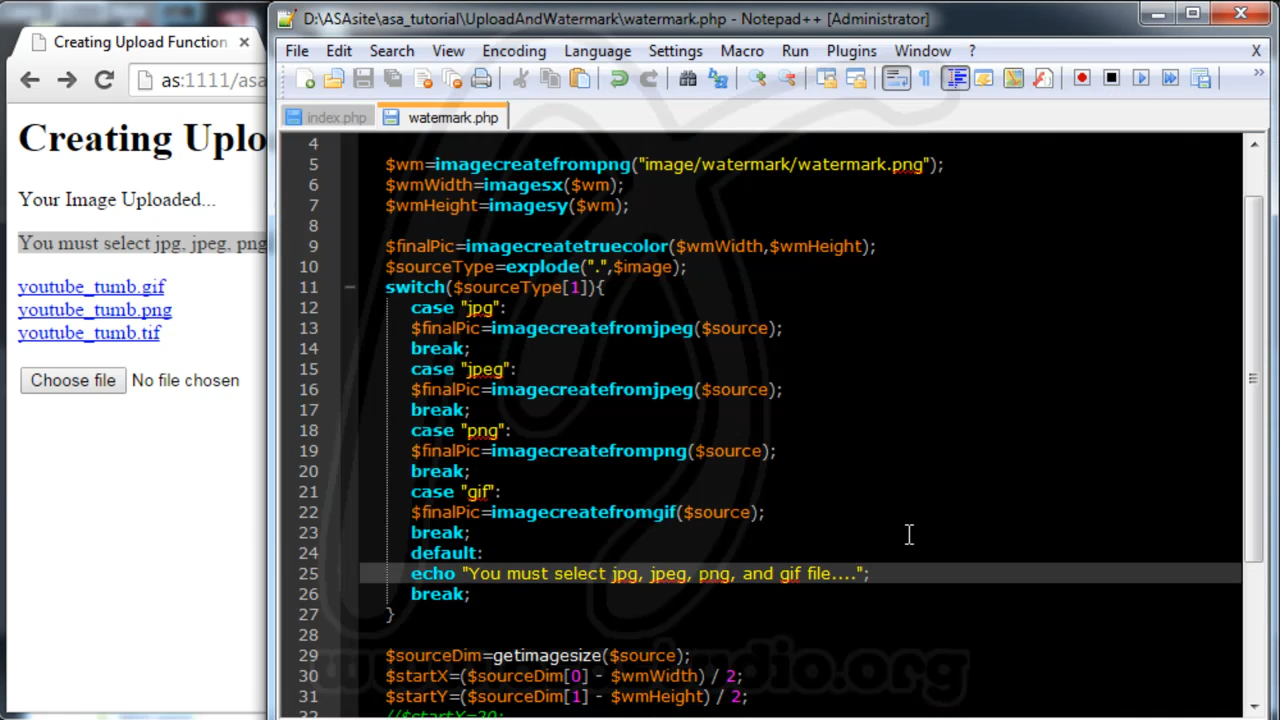 D:\ASAsite\asa_tutorial\UploadAndWatermark\watermark.php - Notepad++ [Administrator]
Creating Upload Function
File Edit Search View Encoding Language Settings Macro Run Plugins Window ? X
as:1111/asa
index.php watermark.php
Creating Uplo
Your Image Uploaded...
You must select jpg, jpeg, png
youtube_tumb.gif
youtube_tumb.png
youtube_tumb.tif
Choose file No file chosen
4
5 $wm=imagecreatefrompng("image/watermark/watermark.png");
6 $wmWidth=imagesx($wm);
7 $wmHeight=imagesy($wm);
8
9 $finalPic=imagecreatetruecolor($wmWidth,$wmHeight);
10 $sourceType=explode(".",$image);
11 switch($sourceType[1]){
12 case "jpg":
13 $finalPic=imagecreatefromjpeg($source);
14 break;
15 case "jpeg":
16 $finalPic=imagecreatefromjpeg($source);
17 break;
18 case "png":
19 $finalPic=imagecreatefrompng($source);
20 break;
21 case "gif":
22 $finalPic=imagecreatefromgif($source);
23 break;
24 default:
25 echo "You must select jpg, jpeg, png, and gif file....";
26 break;
27 }
28
29 $sourceDim=getimagesize($source);
30 $startX=($sourceDim[0] - $wmWidth) / 2;
31 $startY=($sourceDim[1] - $wmHeight) / 2;
32 //$startX=20;